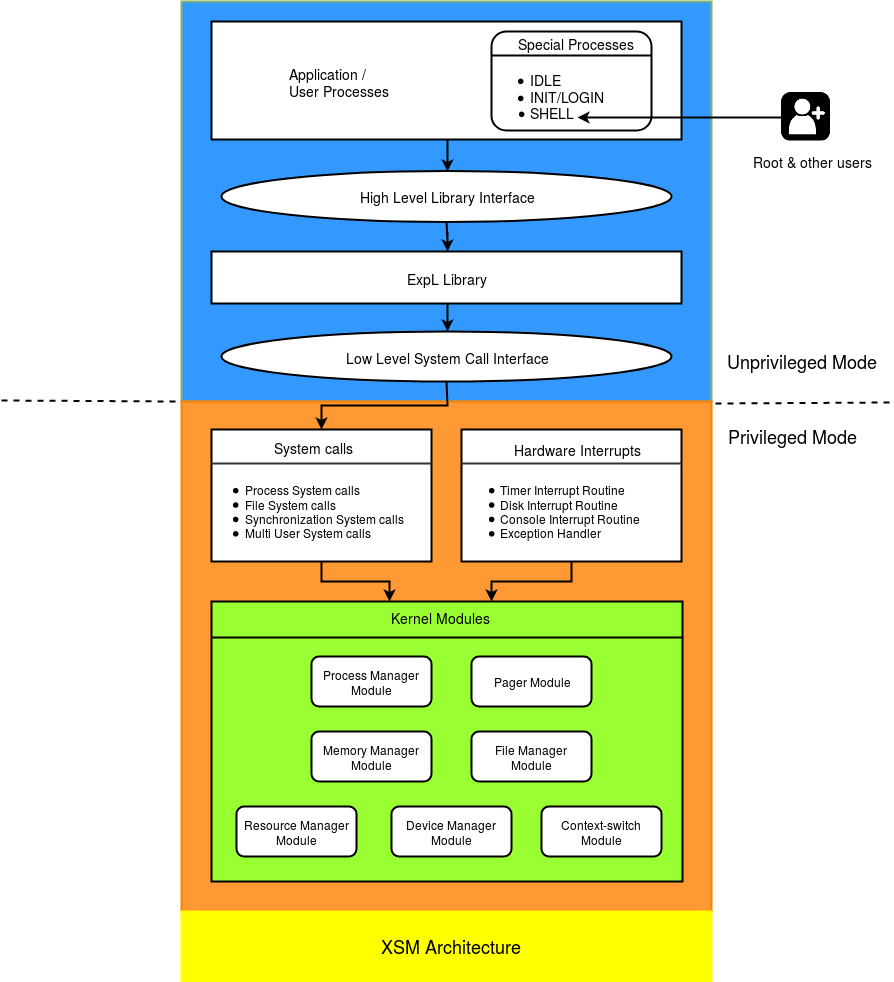 Special Processes
Application /
User Processes
• IDLE
• INIT/LOGIN
• SHELL
Root & other users
High Level Library Interface
ExpL Library
Low Level System Call Interface
Unprivileged Mode
Privileged Mode
System calls
• Process System calls
• File System calls
• Synchronization System calls
• Multi User System calls
Hardware Interrupts
• Timer Interrupt Routine
• Disk Interrupt Routine
• Console Interrupt Routine
• Exception Handler
Kernel Modules
Process Manager
Module
Pager Module
Memory Manager
Module
File Manager
Module
Resource Manager
Module
Device Manager
Module
Context-switch
Module
XSM Architecture